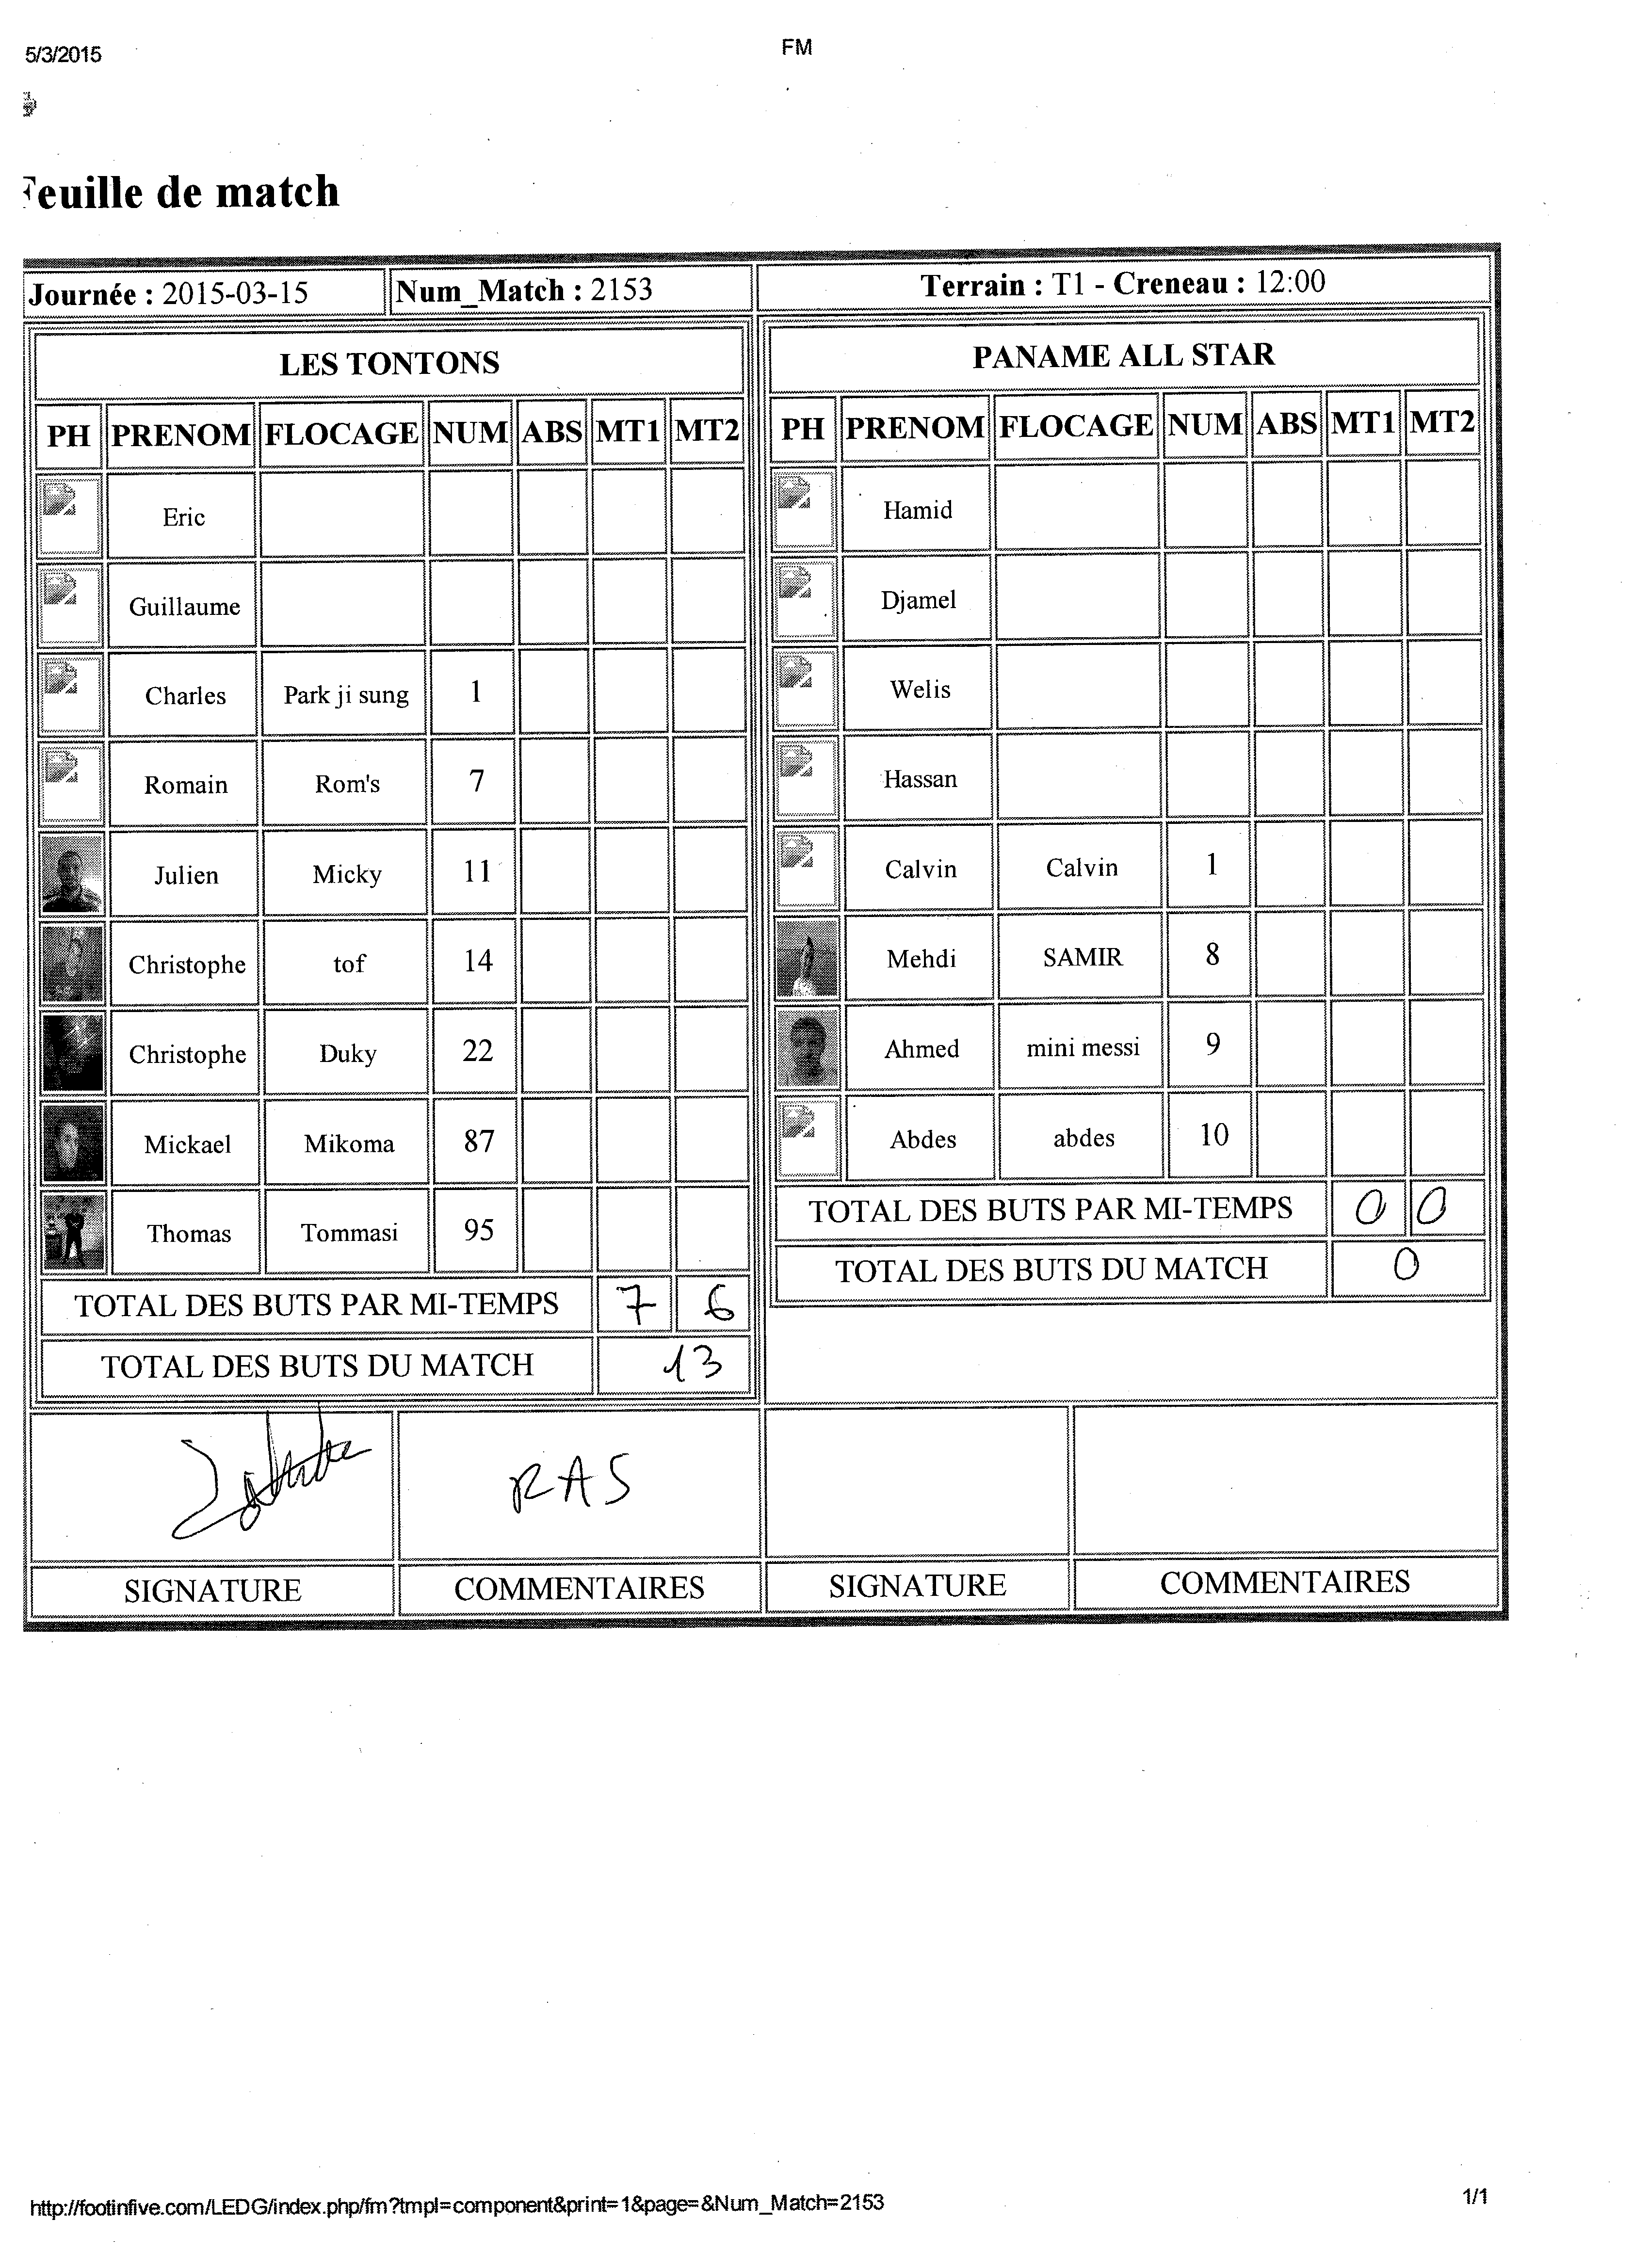 5/3/2015
FM
Feuille de match
Journée : 2015-03-15 Num_Match : 2153 Terrain : T1 - Creneau : 12:00
LES TONTONS
PH PRENOM FLOCAGE NUM ABS MT1 MT2
Eric
Guillaume
Charles Park ji sung 1
Romain Rom's 7
Julien Micky 11
Christophe tof 14
Christophe Duky 22
Mickael Mikoma 87
Thomas Tommasi 95
TOTAL DES BUTS PAR MI-TEMPS 7 6
TOTAL DES BUTS DU MATCH 13
PANAME ALL STAR
PH PRENOM FLOCAGE NUM ABS MT1 MT2
Hamid
Djamel
Welis
Hassan
Calvin Calvin 1
Mehdi SAMIR 8
Ahmed mini messi 9
Abdes abdes 10
TOTAL DES BUTS PAR MI-TEMPS 0 0
TOTAL DES BUTS DU MATCH 0
RAS
SIGNATURE COMMENTAIRES SIGNATURE COMMENTAIRES
http://footinfive.com/LEDG/index.php/fm?tmpl=component&print=1&page=&Num_Match=2153
1/1